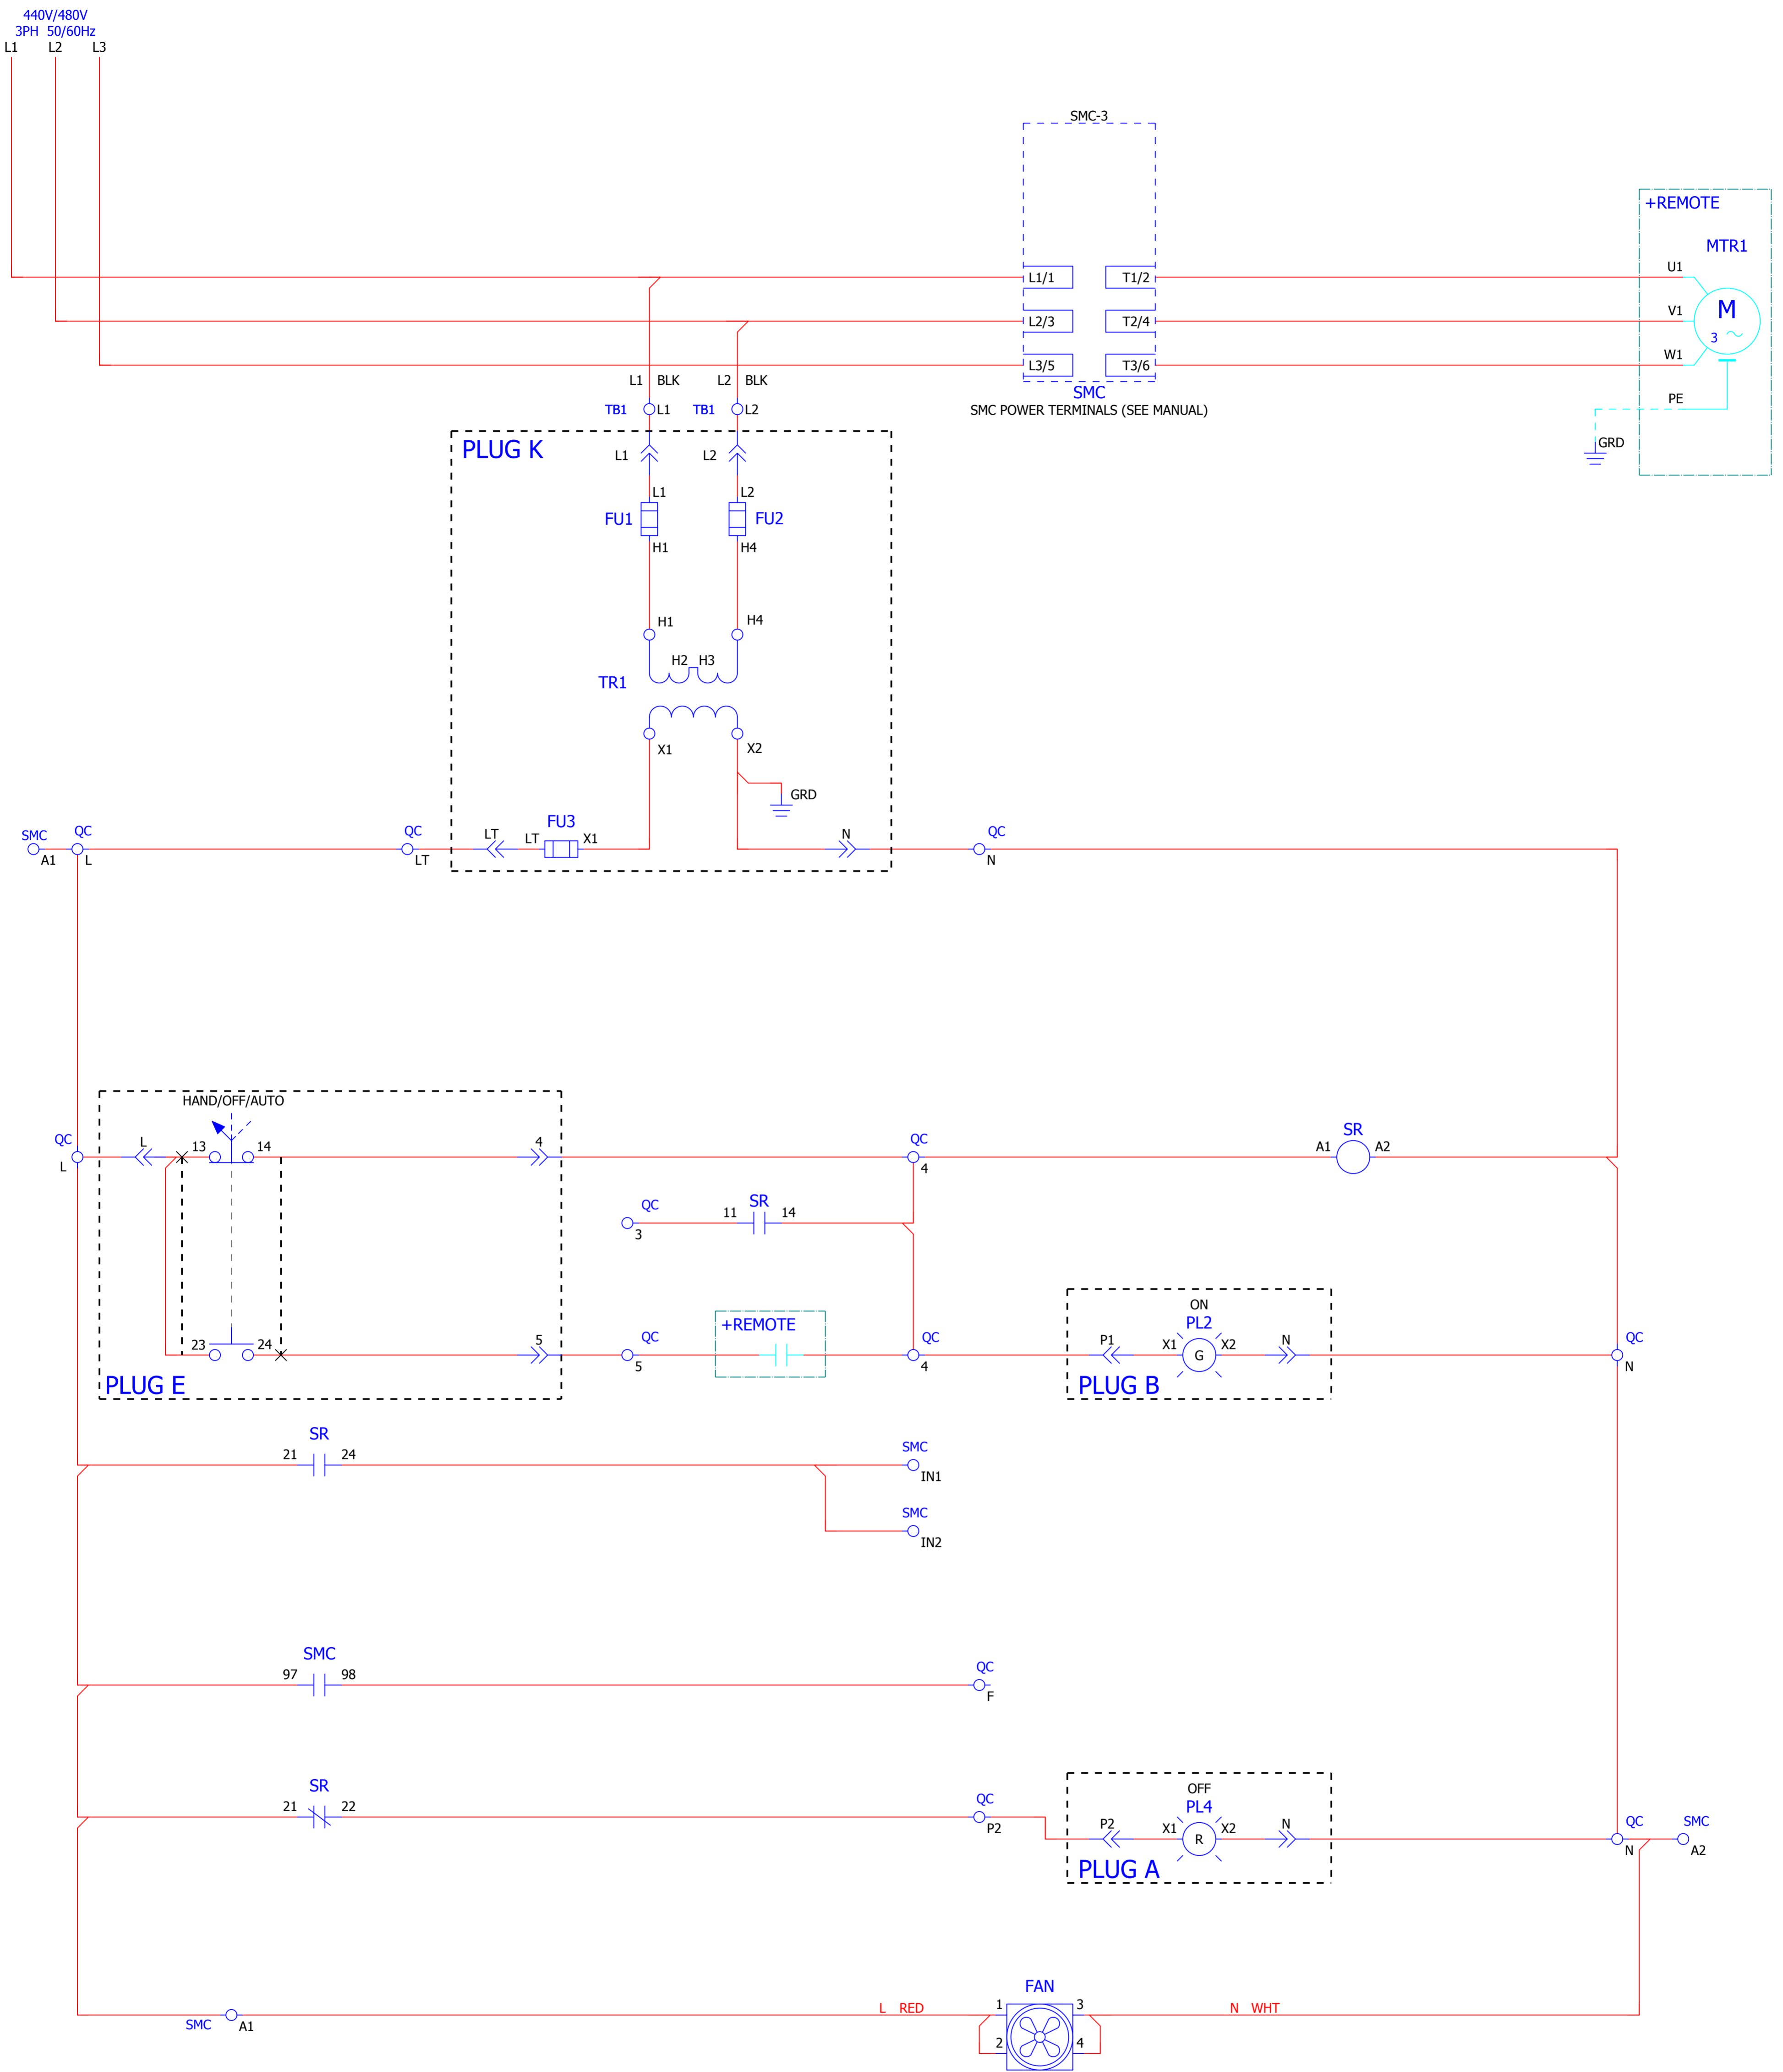 440V/480V
3PH 50/60Hz
L1 L2 L3
SMC-3
+REMOTE
MTR1
L1/1 T1/2 U1
M
3
L2/3 T2/4 V1
L3/5 T3/6 W1
L1 BLK L2 BLK
SMC
PE
TB1 L1 TB1 L2
SMC POWER TERMINALS (SEE MANUAL)
GRD
PLUG K
L1 L2
L1 L2
FU1 FU2
H1 H4
H1 H4
H2 H3
TR1
X1 X2
GRD
FU3
SMC QC QC LT LT X1 N QC
A1 L LT N
HAND/OFF/AUTO
QC L 13 14 4 QC SR
A1 A2
L 4
QC SR
11 14
3
ON
+REMOTE PL2
23 24 5 QC QC P1 X1 X2 N QC
G
5 4 N
PLUG E PLUG B
SR
21 24 SMC
IN1
SMC
IN2
SMC
97 98 QC
F
SR OFF
21 22 QC PL4
P2 P2 X1 X2 N QC SMC
R
N A2
PLUG A
FAN
L RED 1 3 N WHT
SMC A1
2 4